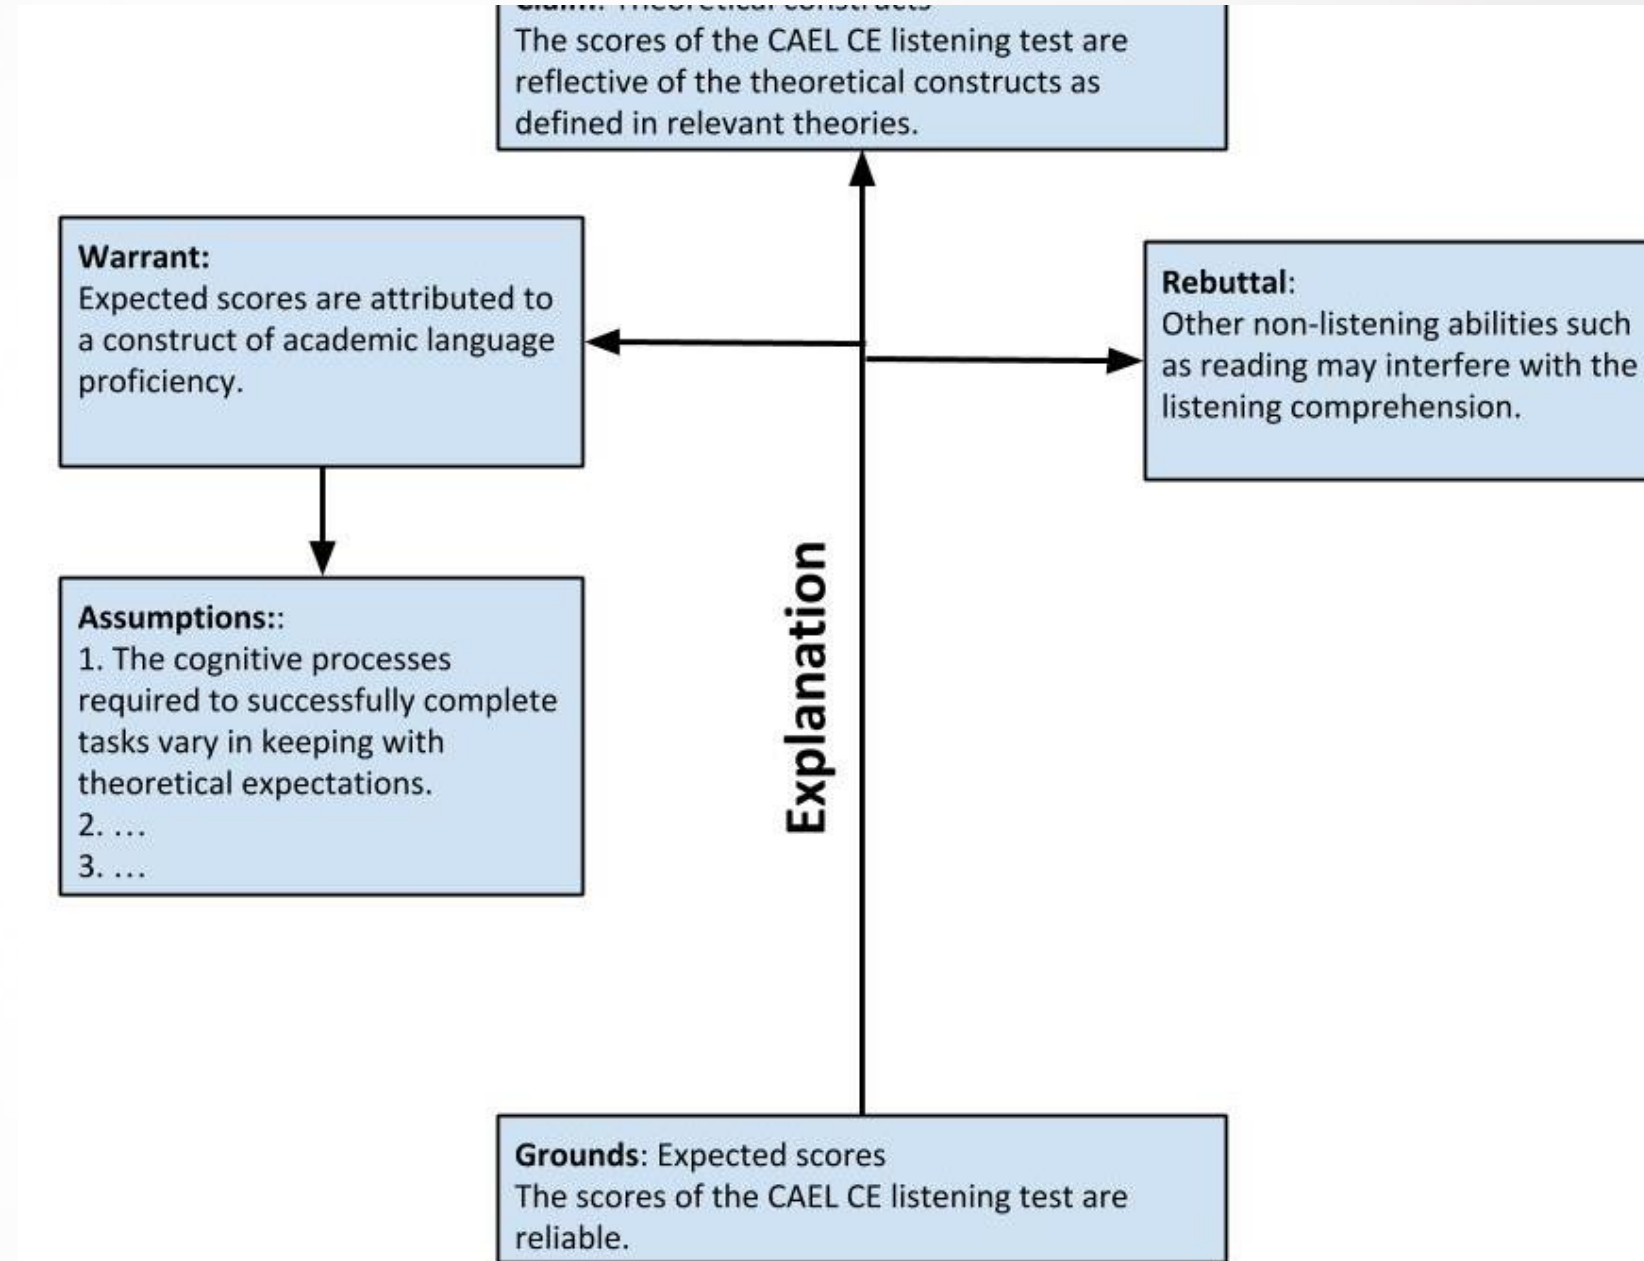 Claim: Theoretical constructs
The scores of the CAEL CE listening test are
reflective of the theoretical constructs as
defined in relevant theories.
Warrant:
Expected scores are attributed to
a construct of academic language
proficiency.
Rebuttal:
Other non-listening abilities such
as reading may interfere with the
listening comprehension.
Assumptions::
1. The cognitive processes
required to successfully complete
tasks vary in keeping with
theoretical expectations.
2. …
3. …
Explanation
Grounds: Expected scores
The scores of the CAEL CE listening test are
reliable.